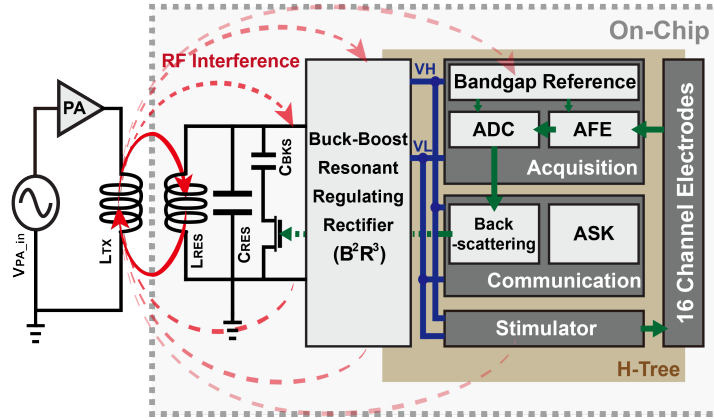 On-Chip
RF Interference
PA
VPA_in
LTX
LRES
CRES
CBKS
Buck-Boost
Resonant
Regulating
Rectifier
(B²R³)
VH
VL
Bandgap Reference
ADC
AFE
Acquisition
Back
-scattering
ASK
Communication
Stimulator
16 Channel Electrodes
H-Tree